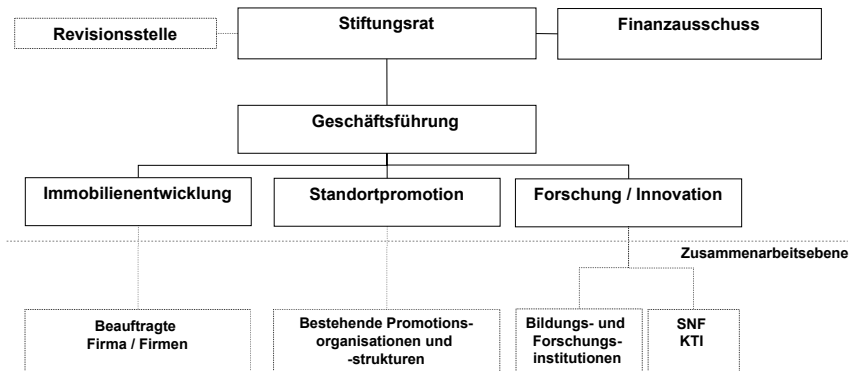 Revisionsstelle
Stiftungsrat
Finanzausschuss
Geschäftsführung
Immobilienentwicklung
Standortpromotion
Forschung / Innovation
Zusammenarbeitsebene
Beauftragte
Firma / Firmen
Bestehende Promotions-
organisationen und
-strukturen
Bildungs- und
Forschungs-
institutionen
SNF
KTI